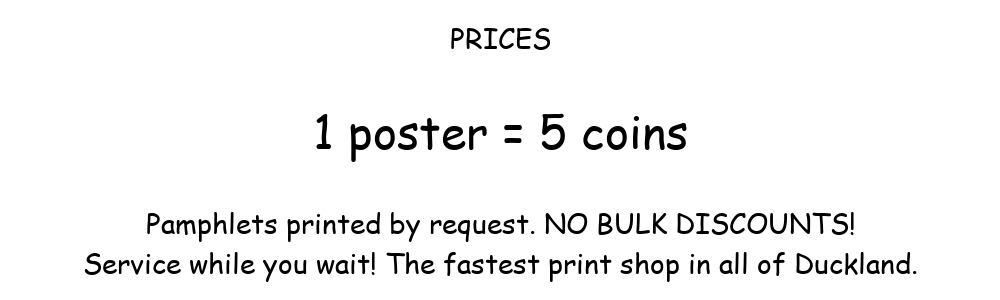 PRICES
1 poster = 5 coins
Pamphlets printed by request. NO BULK DISCOUNTS!
Service while you wait! The fastest print shop in all of Duckland.